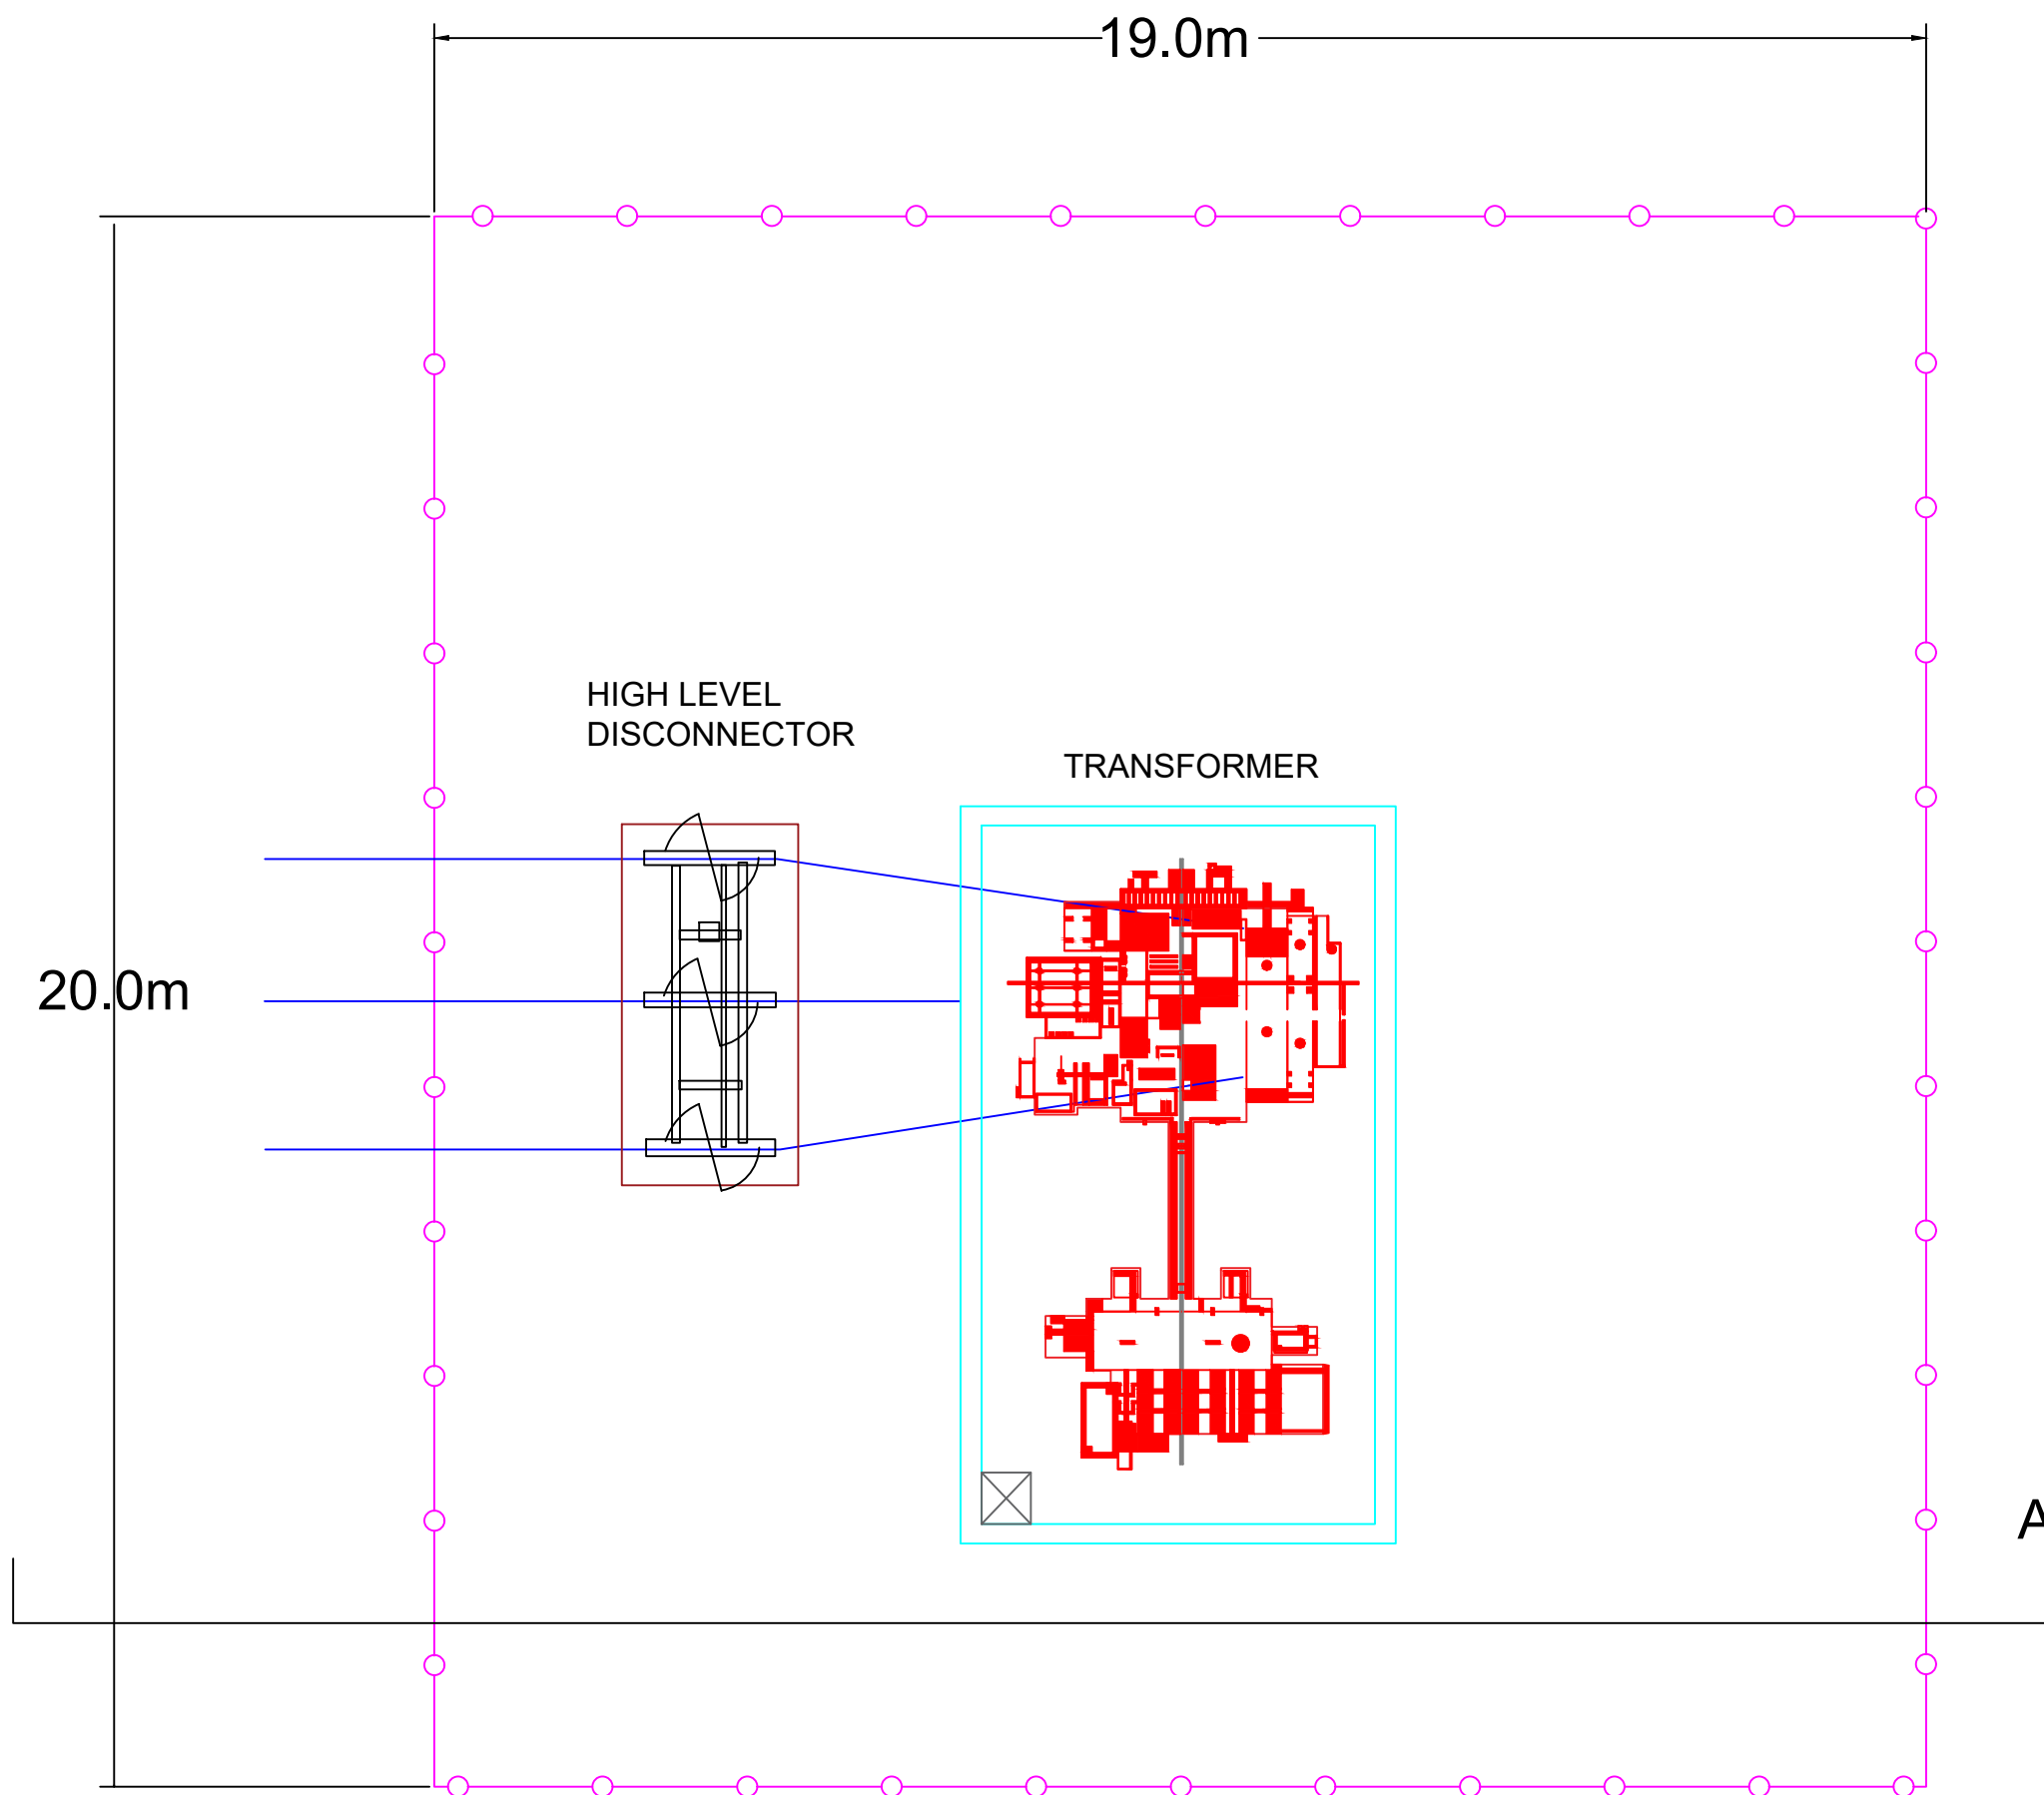 19.0m
HIGH LEVEL
DISCONNECTOR
TRANSFORMER
20.0m
A